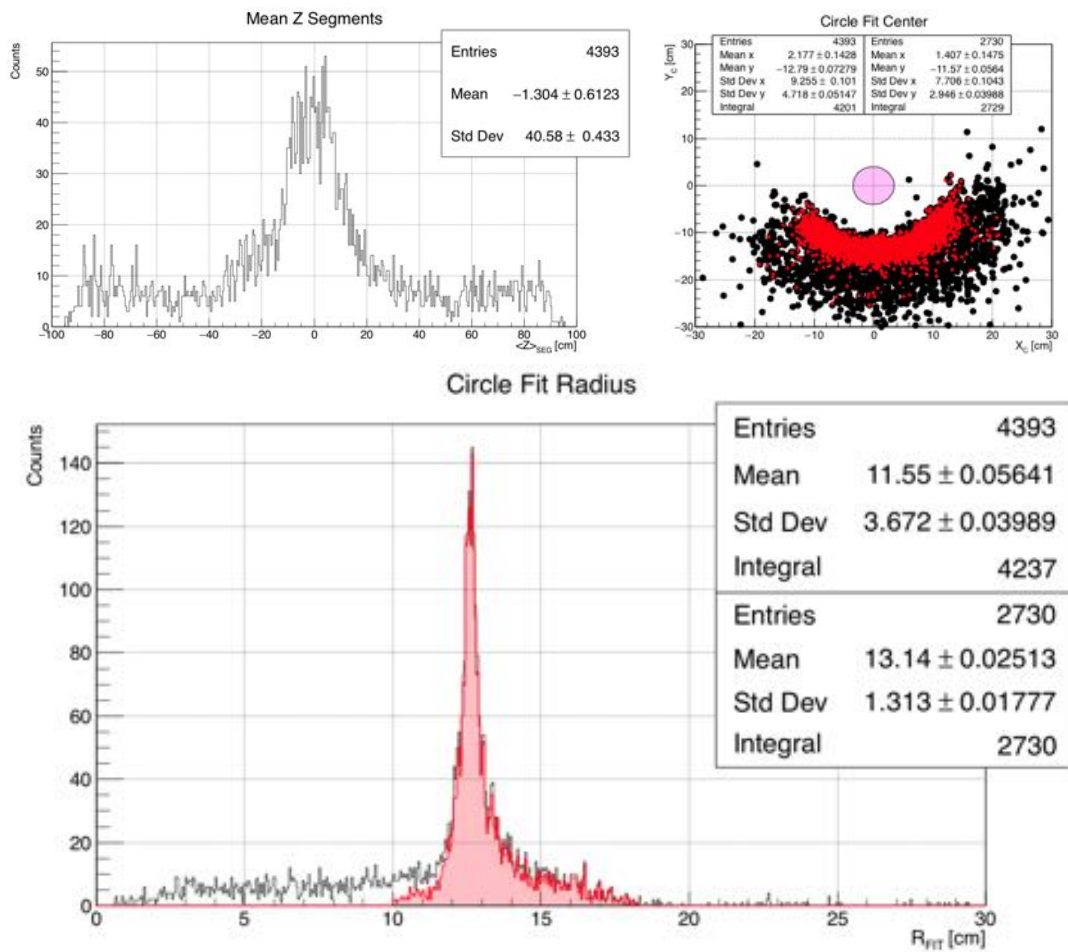 Mean Z Segments
Counts
Entries 4393
Mean −1.304 ± 0.6123
Std Dev 40.58 ± 0.433
50
40
30
20
10
0
−100 −80 −60 −40 −20 0 20 40 60 80 100
<Z>SEG [cm]
Circle Fit Center
YC [cm]
Entries 4393 Entries 2730
Mean x 2.177 ± 0.1428 Mean x 1.407 ± 0.1475
Mean y −12.79 ± 0.07279 Mean y −11.57 ± 0.0564
Std Dev x 9.255 ± 0.101 Std Dev x 7.706 ± 0.1043
Std Dev y 4.718 ± 0.05147 Std Dev y 2.946 ± 0.03988
Integral 4201 Integral 2729
30
20
10
0
−10
−20
−30
−30 −20 −10 0 10 20 30
XC [cm]
Circle Fit Radius
Counts
Entries 4393
Mean 11.55 ± 0.05641
Std Dev 3.672 ± 0.03989
Integral 4237
Entries 2730
Mean 13.14 ± 0.02513
Std Dev 1.313 ± 0.01777
Integral 2730
140
120
100
80
60
40
20
0
0 5 10 15 20 25 30
RFIT [cm]